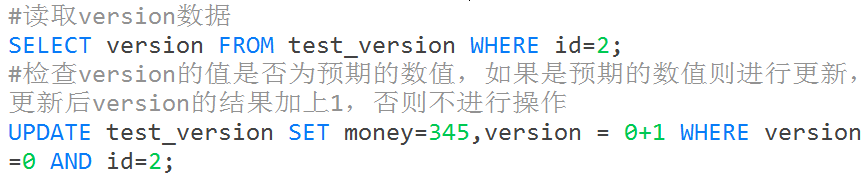 #读取version数据
SELECT version FROM test_version WHERE id=2;
#检查version的值是否为预期的数值，如果是预期的数值则进行更新，
更新后version的结果加上1，否则不进行操作
UPDATE test_version SET money=345,version = 0+1 WHERE version
=0 AND id=2;